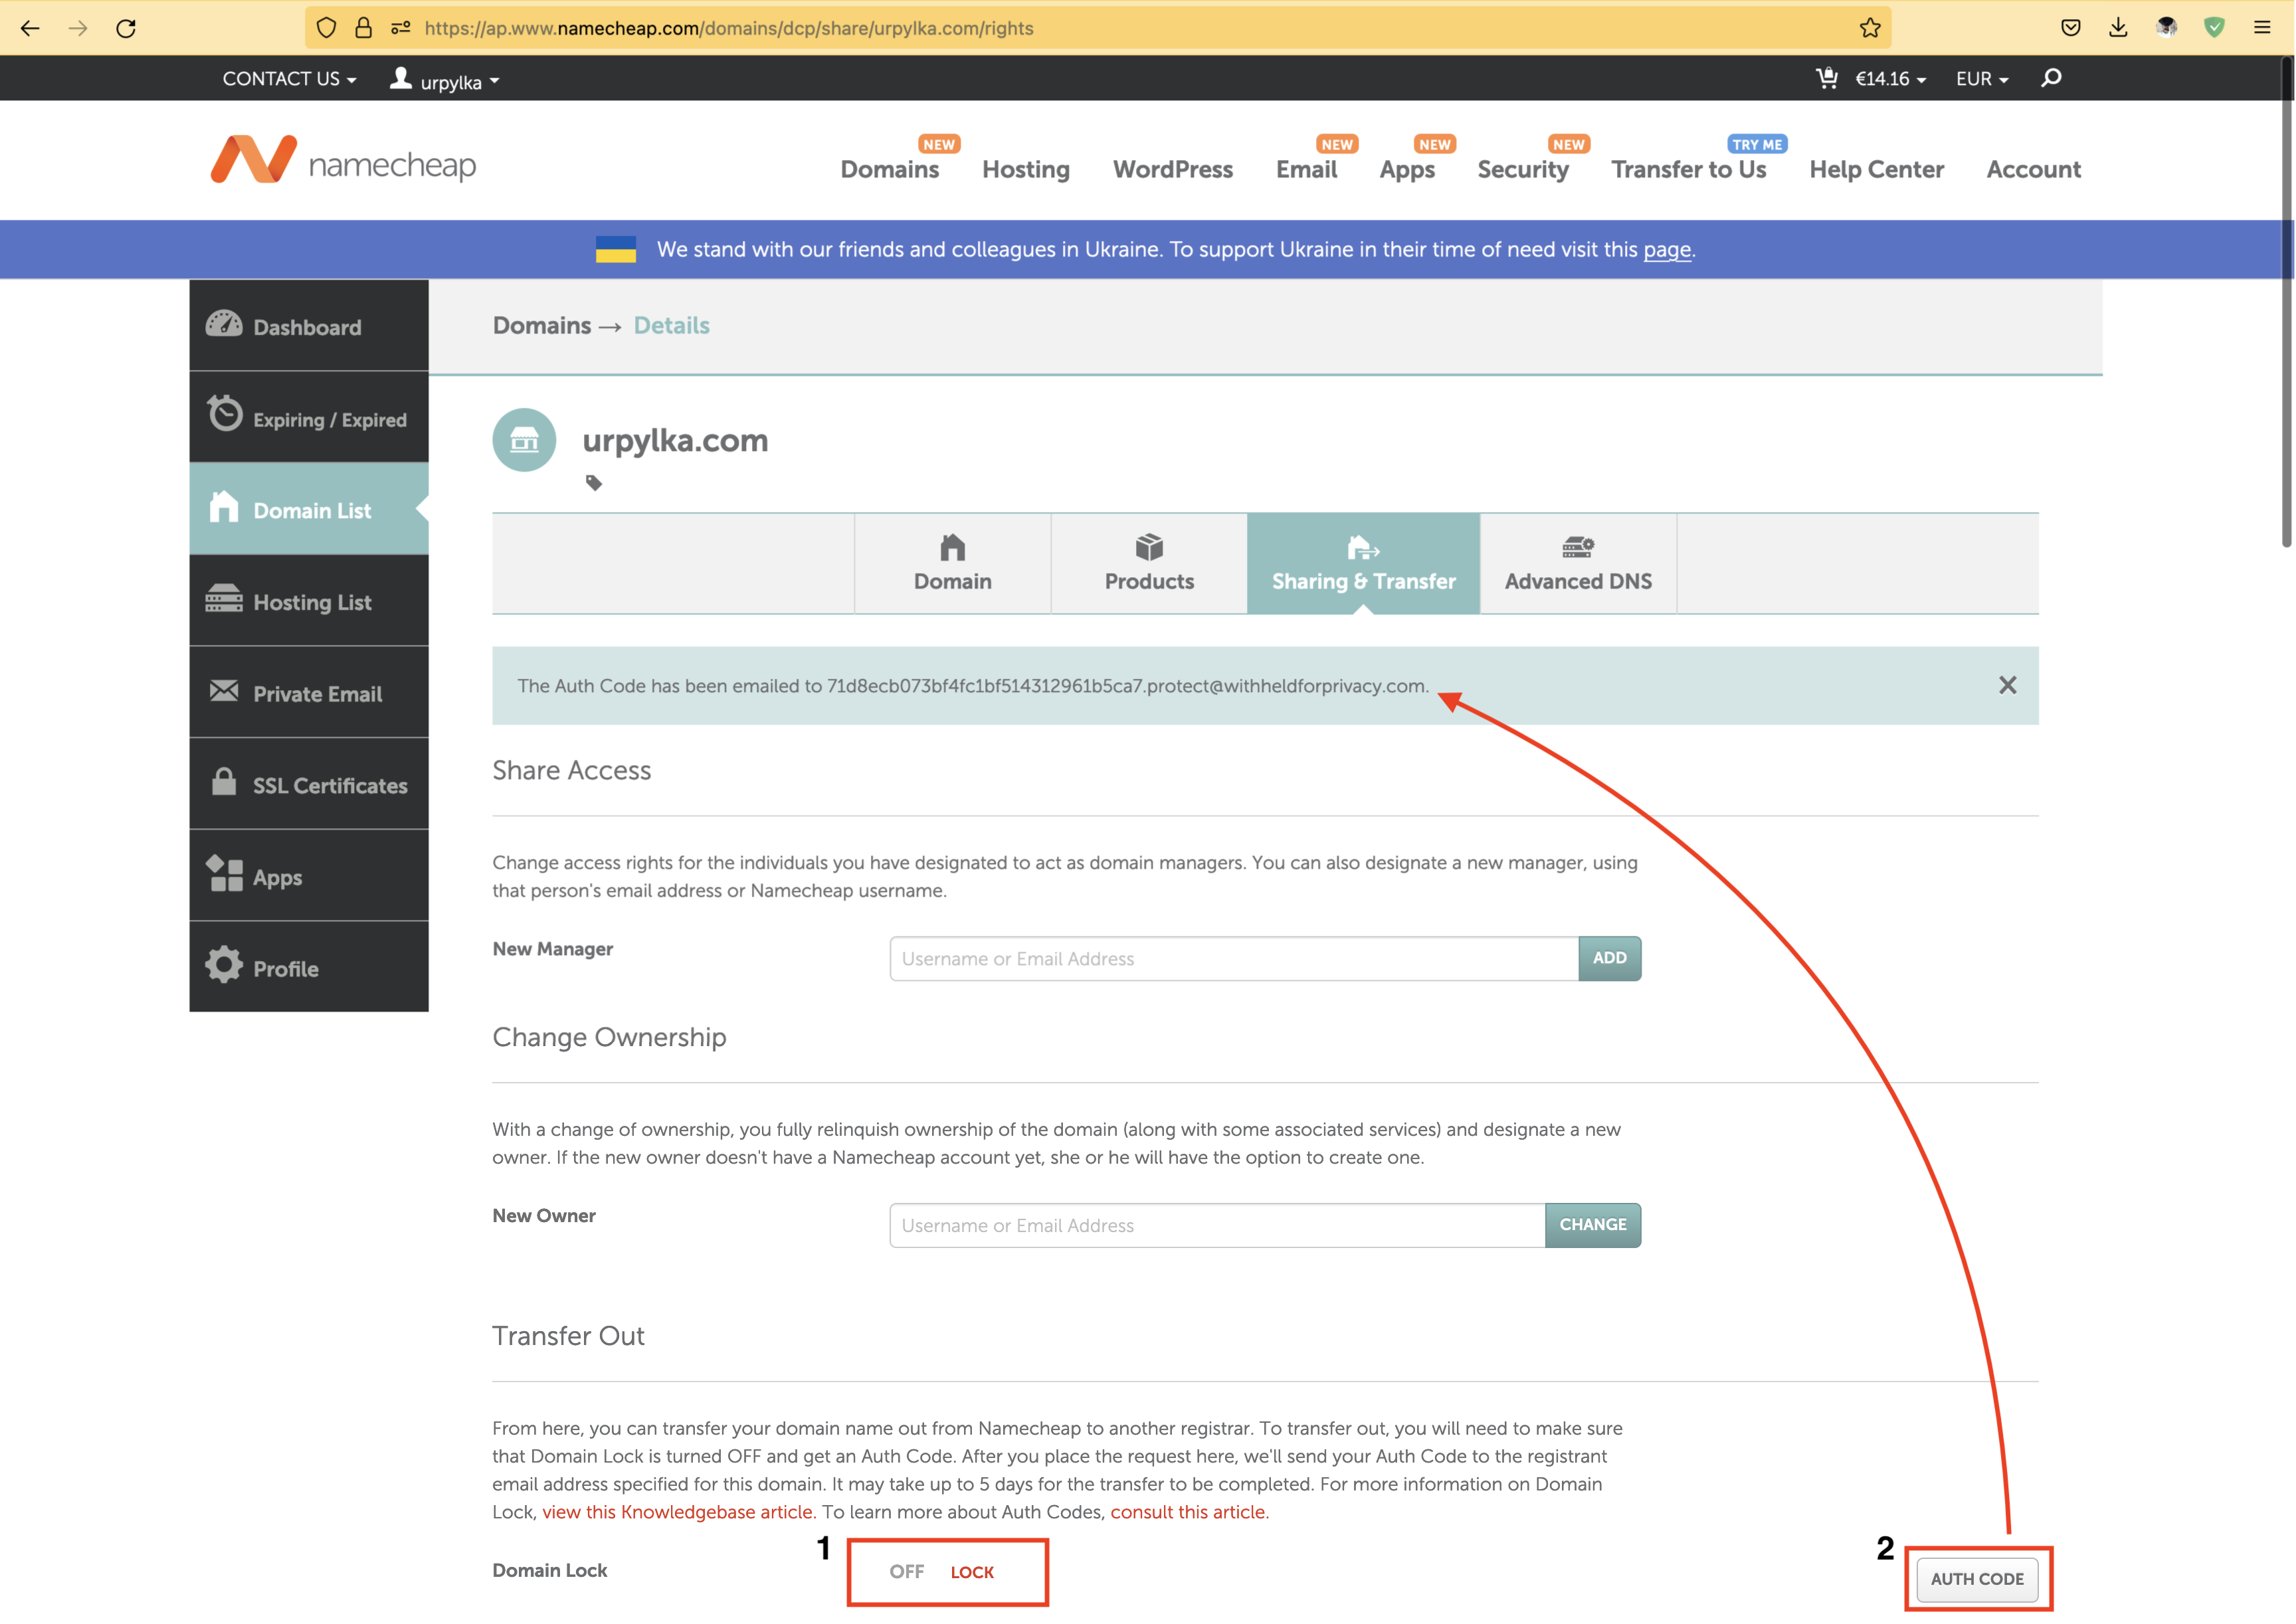 https://ap.www.namecheap.com/domains/dcp/share/urpylka.com/rights
CONTACT US urpylka €14.16 EUR
namecheap
NEW NEW NEW NEW TRY ME
Domains Hosting WordPress Email Apps Security Transfer to Us Help Center Account
We stand with our friends and colleagues in Ukraine. To support Ukraine in their time of need visit this page.
Dashboard
Expiring / Expired
Domain List
Hosting List
Private Email
SSL Certificates
Apps
Profile
Domains → Details
urpylka.com
Domain Products Sharing & Transfer Advanced DNS
The Auth Code has been emailed to 71d8ecb073bf4fc1bf514312961b5ca7.protect@withheldforprivacy.com.
Share Access
Change access rights for the individuals you have designated to act as domain managers. You can also designate a new manager, using
that person's email address or Namecheap username.
New Manager Username or Email Address ADD
Change Ownership
With a change of ownership, you fully relinquish ownership of the domain (along with some associated services) and designate a new
owner. If the new owner doesn't have a Namecheap account yet, she or he will have the option to create one.
New Owner Username or Email Address CHANGE
Transfer Out
From here, you can transfer your domain name out from Namecheap to another registrar. To transfer out, you will need to make sure
that Domain Lock is turned OFF and get an Auth Code. After you place the request here, we'll send your Auth Code to the registrant
email address specified for this domain. It may take up to 5 days for the transfer to be completed. For more information on Domain
Lock, view this Knowledgebase article. To learn more about Auth Codes, consult this article.
1 2
Domain Lock OFF LOCK AUTH CODE